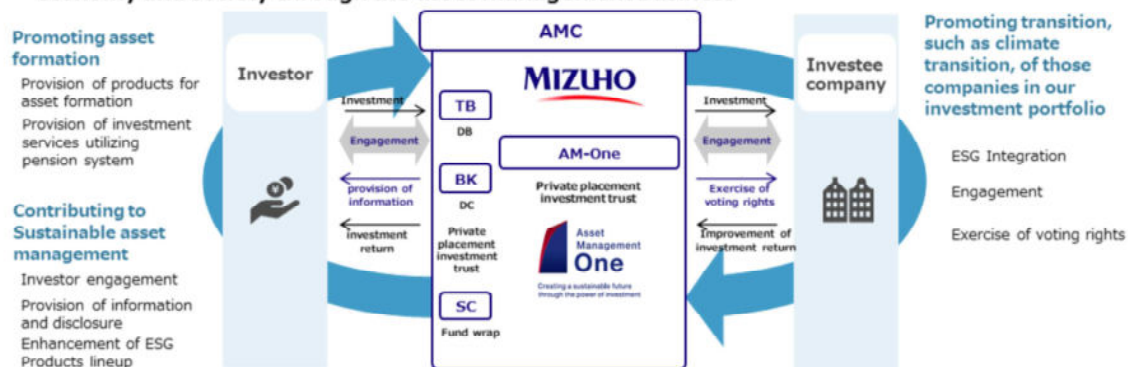 Promoting asset
formation
Provision of products for
asset formation
Provision of investment
services utilizing
pension system
Contributing to
Sustainable asset
management
Investor engagement
Provision of information
and disclosure
Enhancement of ESG
Products lineup
Investor
Investment
Engagement
provision of
information
investment
return
AMC
MIZUHO
TB
DB
BK
DC
Private
placement
investment
trust
SC
Fund wrap
AM-One
Private placement
investment trust
Asset
Management
One
Creating a sustainable future
through the power of investment
Investment
Engagement
Exercise of
voting rights
Improvement of
investment return
Investee
company
Promoting transition,
such as climate
transition, of those
companies in our
investment portfolio
ESG Integration
Engagement
Exercise of voting rights